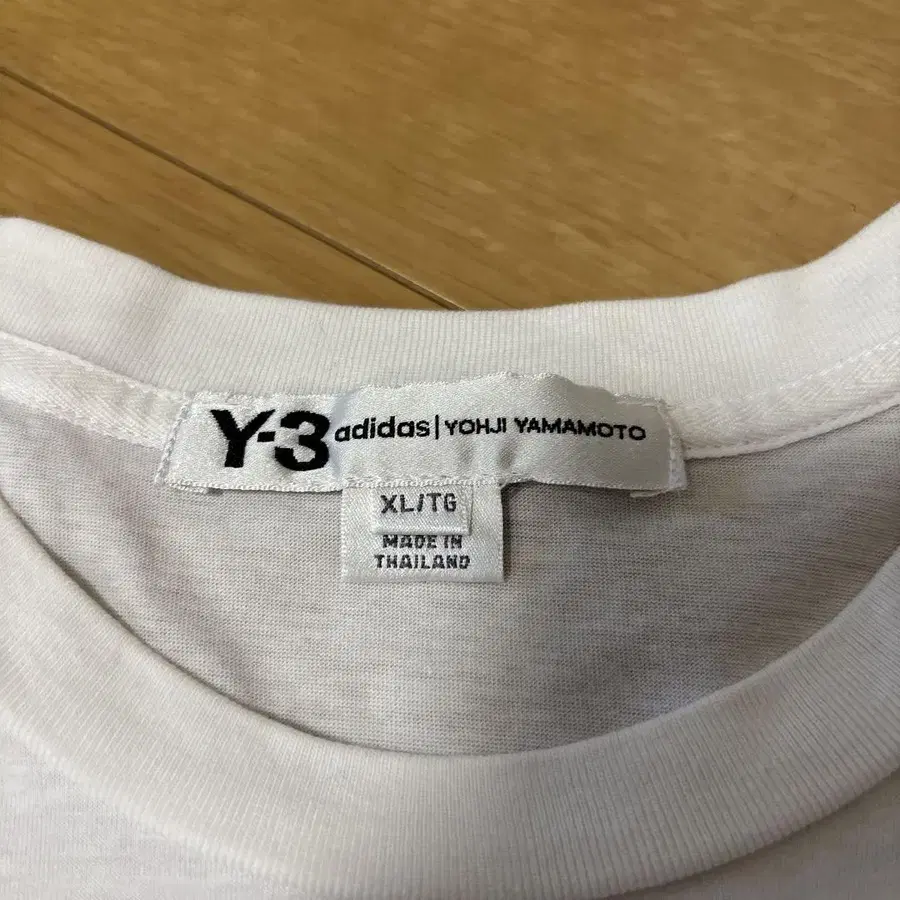 Y-3 adidas | YOHJI YAMAMOTO
XL/TG
MADE IN
THAILAND